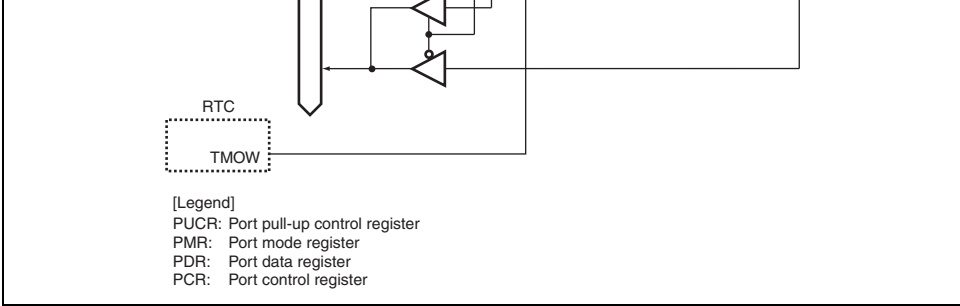 RTC
TMOW
[Legend]
PUCR: Port pull-up control register
PMR: Port mode register
PDR: Port data register
PCR: Port control register